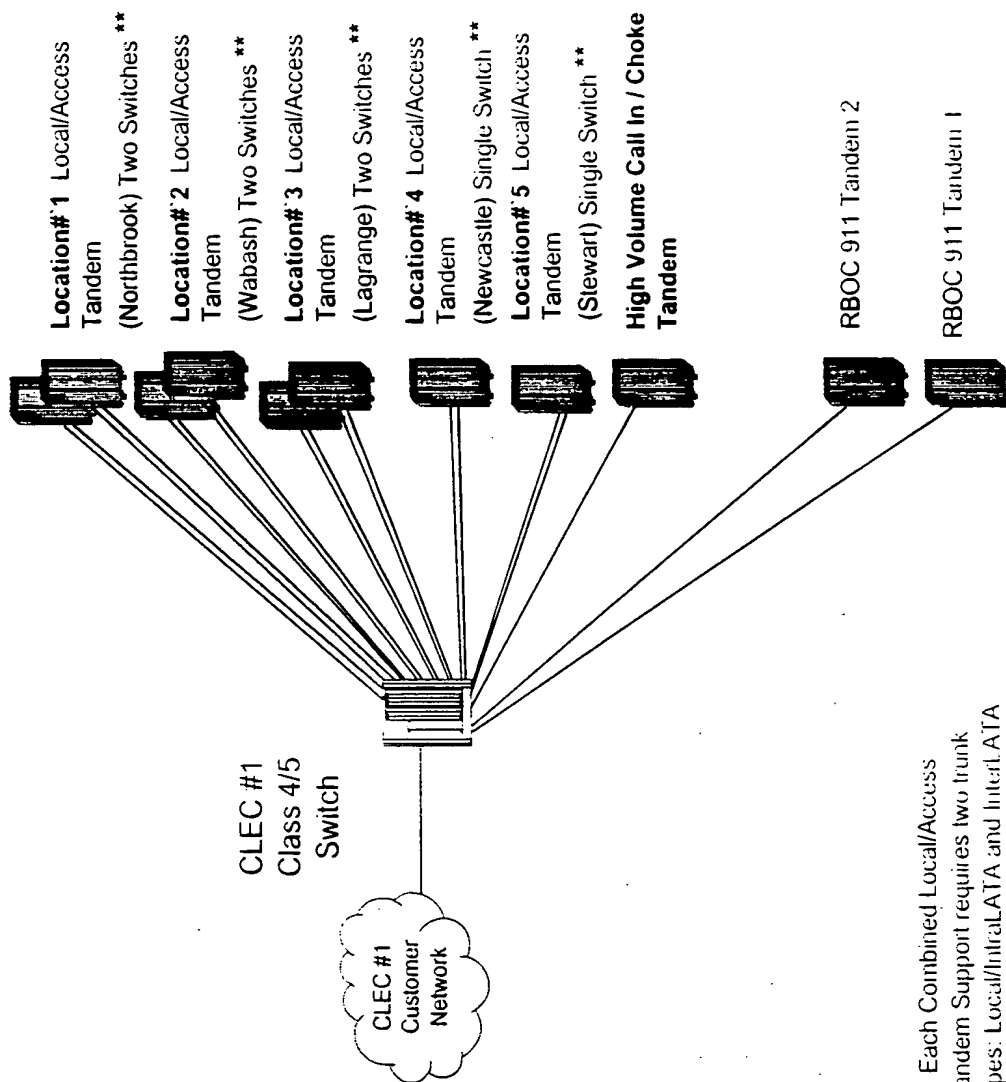 CLEC #1
Customer
Network
CLEC #1
Class 4/5
Switch
Location# 1 Local/Access
Tandem
(Northbrook) Two Switches **
Location# 2 Local/Access
Tandem
(Wabash) Two Switches **
Location# 3 Local/Access
Tandem
(Lagrange) Two Switches **
Location# 4 Local/Access
Tandem
(Newcastle) Single Switch **
Location# 5 Local/Access
Tandem
(Stewart) Single Switch **
High Volume Call In / Choke
Tandem
RBOC 911 Tandem 2
RBOC 911 Tandem 1
Each Combined Local/Access
andem Support requires two trunk
pes: Local/IntraLATA and InterLATA